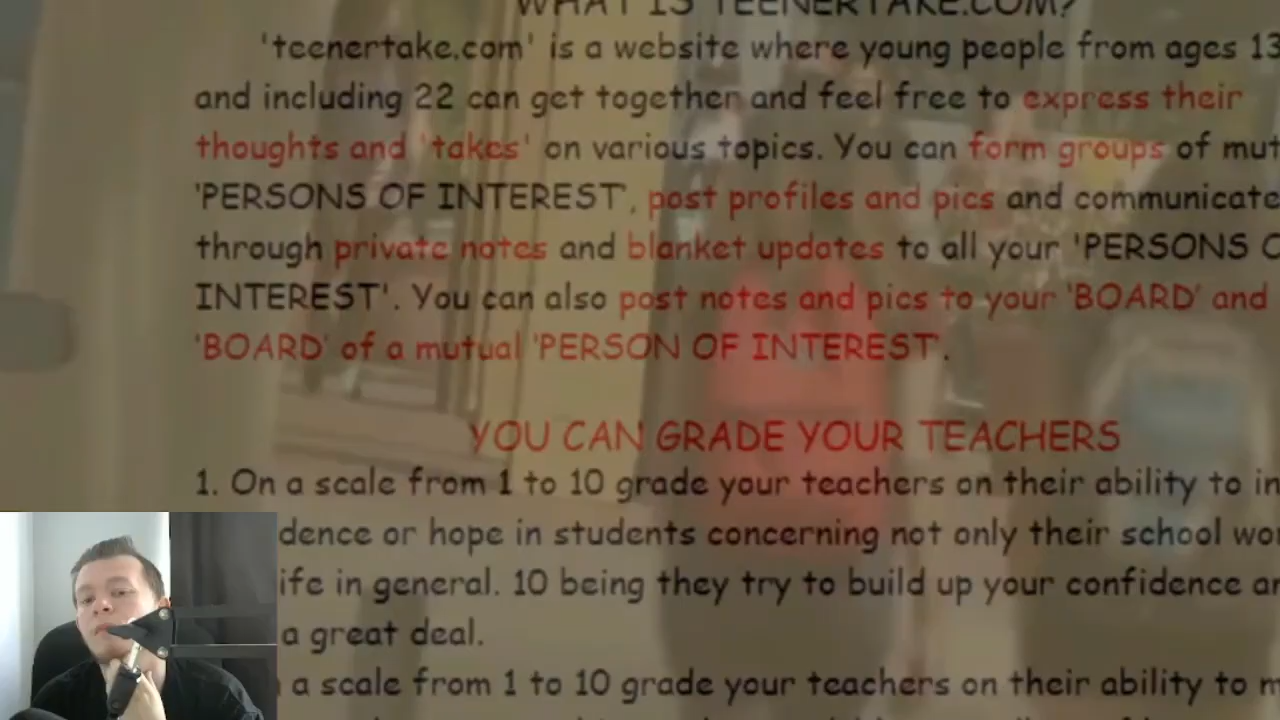 WHAT IS TEENERTAKE.COM?
'teenertake.com' is a website where young people from ages 13
and including 22 can get together and feel free to express their
thoughts and 'takes' on various topics. You can form groups of mut
'PERSONS OF INTEREST', post profiles and pics and communicate
through private notes and blanket updates to all your 'PERSONS O
INTEREST'. You can also post notes and pics to your 'BOARD' and
'BOARD' of a mutual 'PERSON OF INTEREST'.
YOU CAN GRADE YOUR TEACHERS
1. On a scale from 1 to 10 grade your teachers on their ability to in
dence or hope in students concerning not only their school wo
ife in general. 10 being they try to build up your confidence an
a great deal.
a scale from 1 to 10 grade your teachers on their ability to m